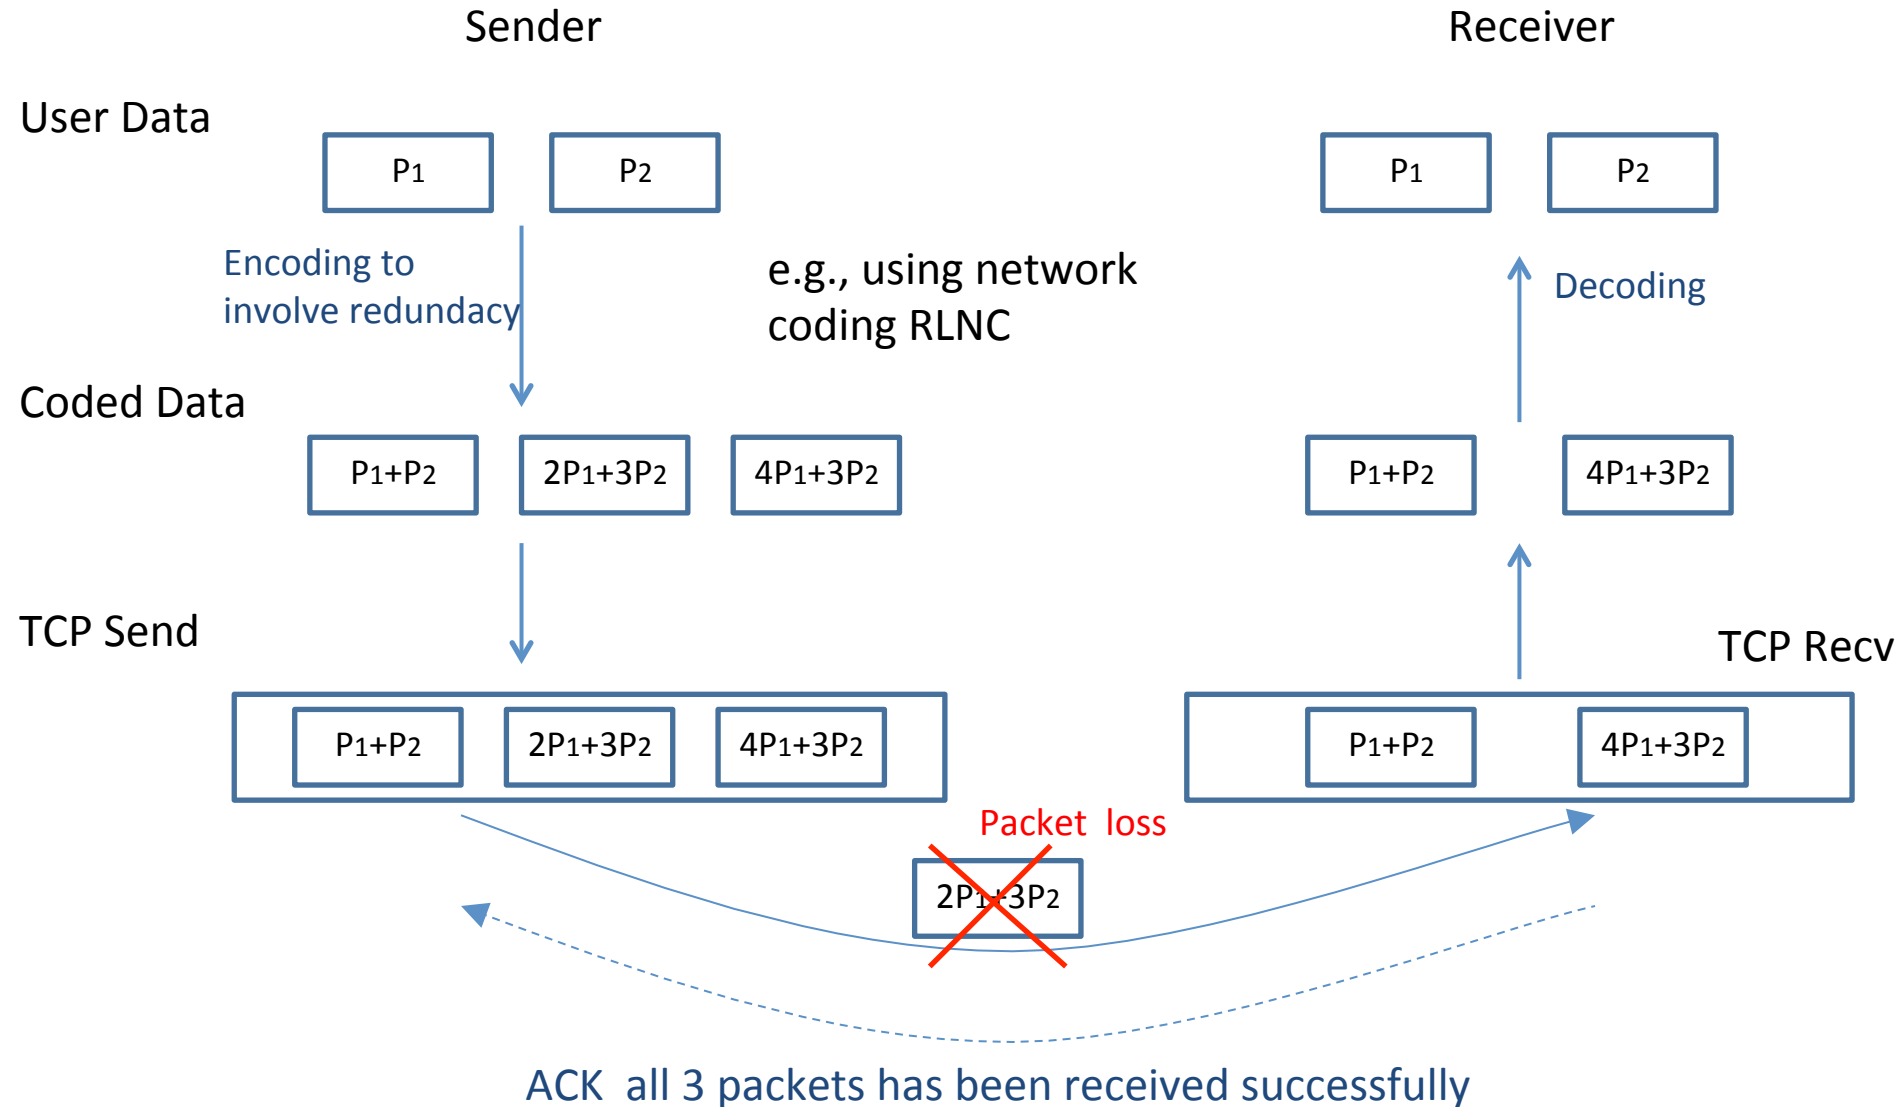 Sender
Receiver
User Data
P1
P2
P1
P2
Encoding to
involve redundacy
e.g., using network
coding RLNC
Decoding
Coded Data
P1+P2
2P1+3P2
4P1+3P2
P1+P2
4P1+3P2
TCP Send
TCP Recv
P1+P2
2P1+3P2
4P1+3P2
P1+P2
4P1+3P2
Packet loss
2P1+3P2
ACK all 3 packets has been received successfully